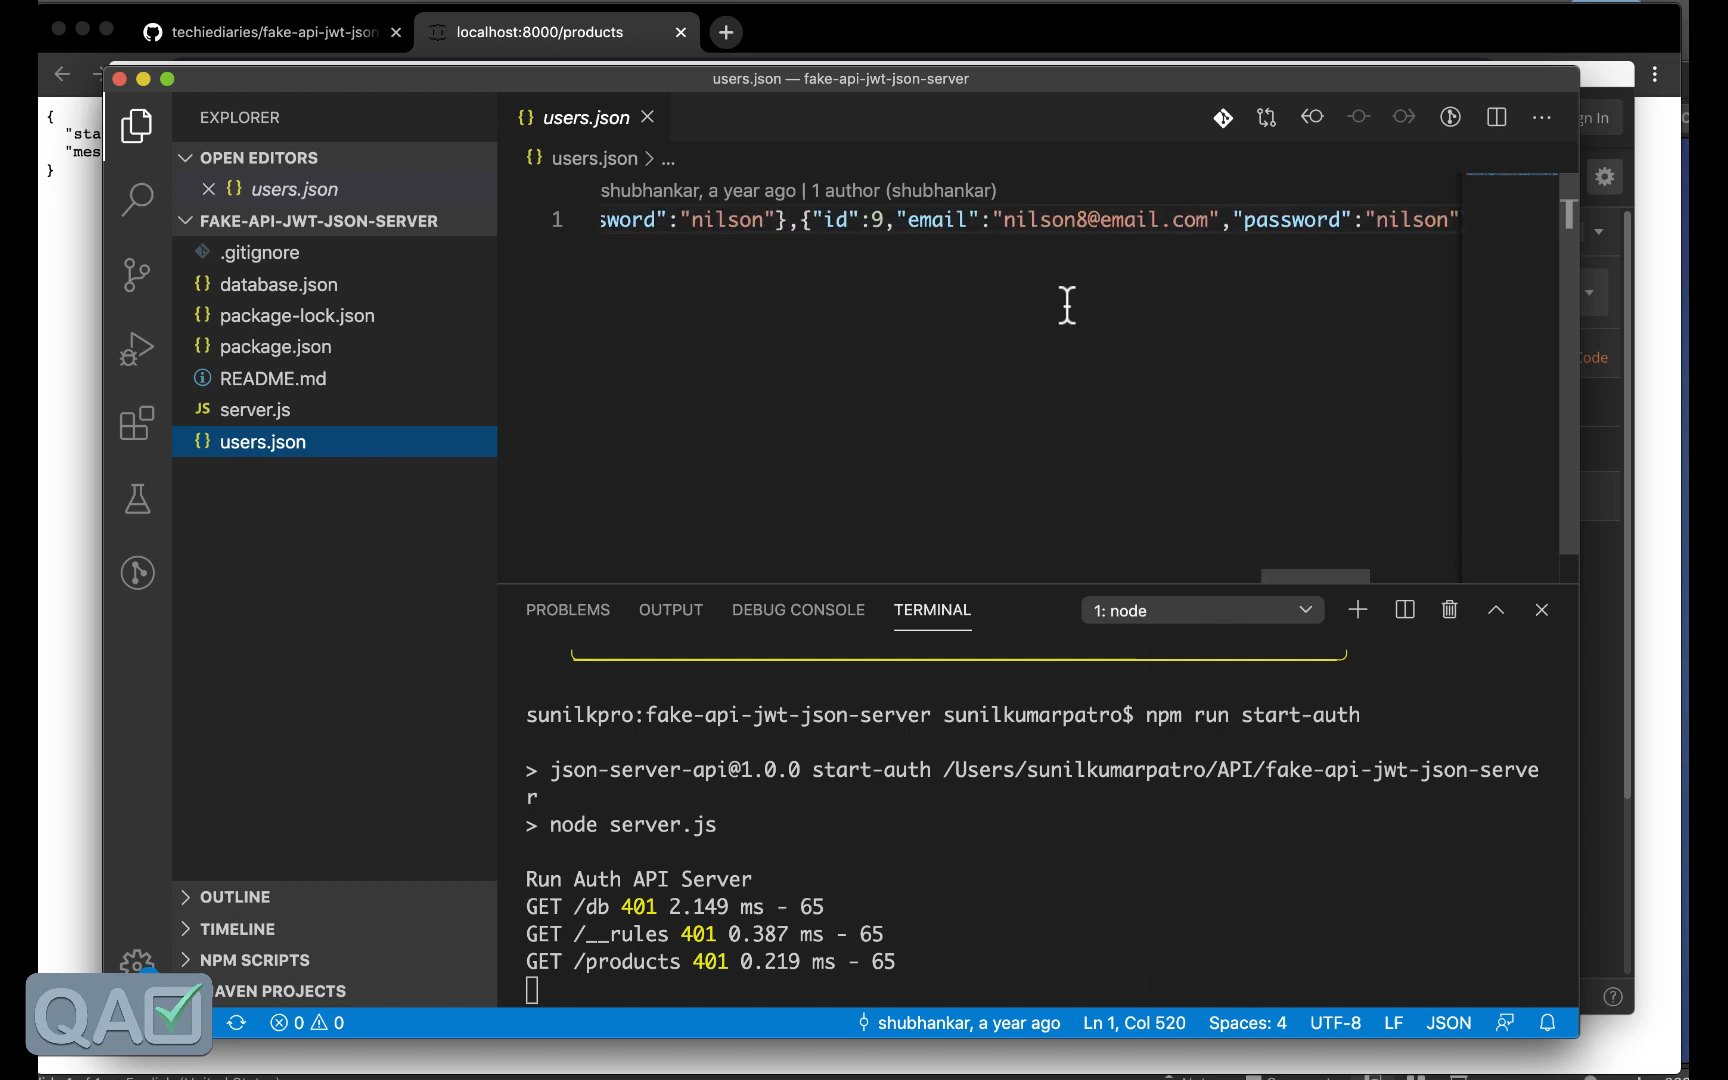 techiediaries/fake-api-jwt-json
localhost:8000/products
users.json — fake-api-jwt-json-server
{
"sta
"mes
}
EXPLORER
OPEN EDITORS
{} users.json
FAKE-API-JWT-JSON-SERVER
.gitignore
{} database.json
{} package-lock.json
{} package.json
README.md
JS server.js
{} users.json
OUTLINE
TIMELINE
NPM SCRIPTS
AVEN PROJECTS
{} users.json
{} users.json > ...
shubhankar, a year ago | 1 author (shubhankar)
1 sword":"nilson"},{"id":9,"email":"nilson8@email.com","password":"nilson"
gn In
Code
PROBLEMS OUTPUT DEBUG CONSOLE TERMINAL 1: node
sunilkpro:fake-api-jwt-json-server sunilkumarpatro$ npm run start-auth
> json-server-api@1.0.0 start-auth /Users/sunilkumarpatro/API/fake-api-jwt-json-serve
r
> node server.js
Run Auth API Server
GET /db 401 2.149 ms - 65
GET /__rules 401 0.387 ms - 65
GET /products 401 0.219 ms - 65
QA
0 0 shubhankar, a year ago Ln 1, Col 520 Spaces: 4 UTF-8 LF JSON